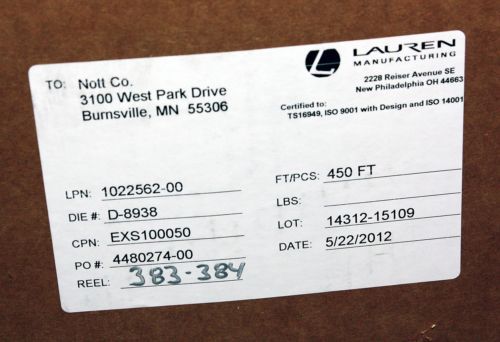 LAUREN
MANUFACTURING
2228 Reiser Avenue SE
New Philadelphia OH 44663
TO: Nott Co.
3100 West Park Drive
Burnsville, MN 55306
Certified to:
TS16949, ISO 9001 with Design and ISO 14001
LPN: 1022562-00
FT/PCS: 450 FT
DIE #: D-8938
LBS:
CPN: EXS100050
LOT: 14312-15109
PO #: 4480274-00
DATE: 5/22/2012
REEL: 383-384